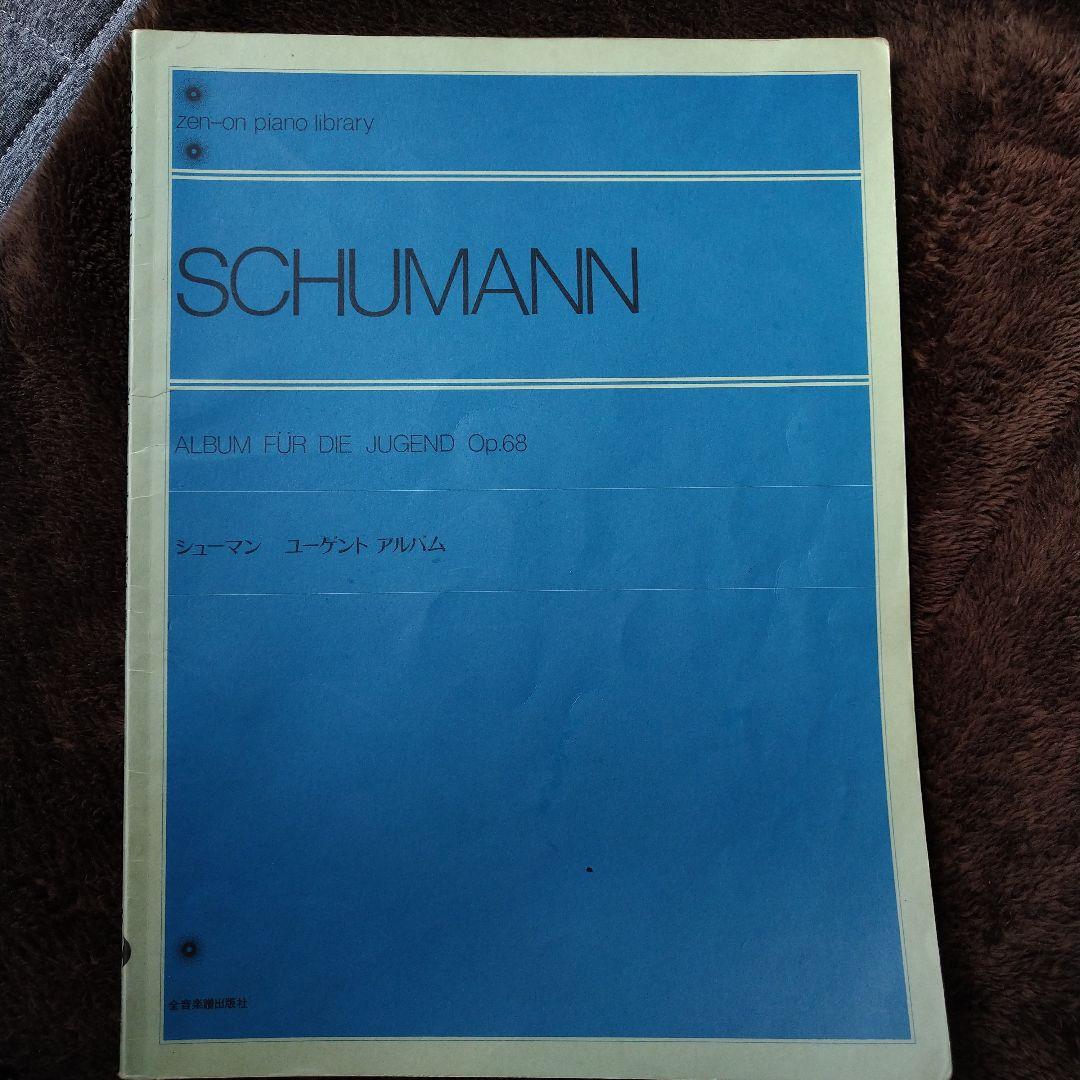 zen-on piano library
SCHUMANN
ALBUM FÜR DIE JUGEND Op.68
シューマン ユーゲント アルバム
全音楽譜出版社